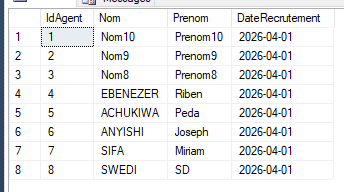 Messages
IdAgent Nom Prenom DateRecrutement
1 1 Nom10 Prenom10 2026-04-01
2 2 Nom9 Prenom9 2026-04-01
3 3 Nom8 Prenom8 2026-04-01
4 4 EBENEZER Riben 2026-04-01
5 5 ACHUKIWA Peda 2026-04-01
6 6 ANYISHI Joseph 2026-04-01
7 7 SIFA Miriam 2026-04-01
8 8 SWEDI SD 2026-04-01